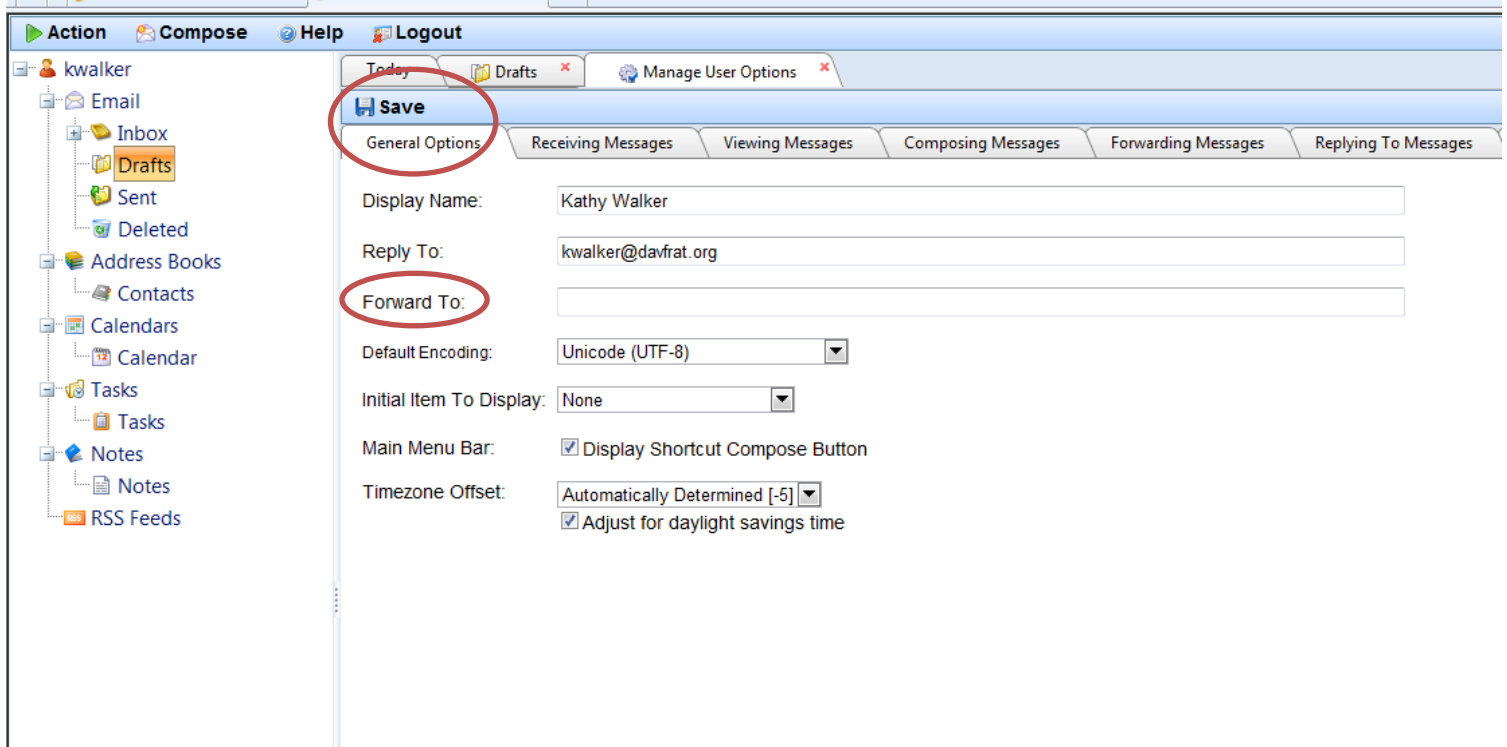 Action Compose Help Logout
kwalker
Email
Inbox
Drafts
Sent
Deleted
Address Books
Contacts
Calendars
12 Calendar
Tasks
Tasks
Notes
Notes
RSS RSS Feeds
Today Drafts Manage User Options
Save
General Options Receiving Messages Viewing Messages Composing Messages Forwarding Messages Replying To Messages
Display Name: Kathy Walker
Reply To: kwalker@davfrat.org
Forward To:
Default Encoding: Unicode (UTF-8)
Initial Item To Display: None
Main Menu Bar: Display Shortcut Compose Button
Timezone Offset: Automatically Determined [-5]
Adjust for daylight savings time